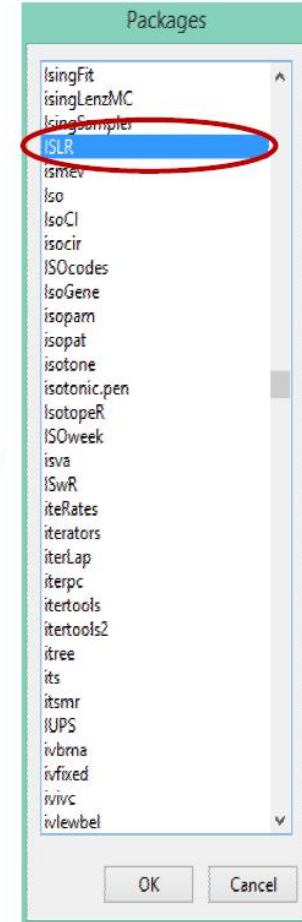 Packages
IsingFit
isingLenzMC
IsingSampler
ISLR
ismev
Iso
IsoCI
isocir
ISOcodes
IsoGene
isopam
isopat
isotone
isotonic.pen
IsotopeR
ISOweek
isva
ISwR
iteRates
iterators
iterLap
iterpc
itertools
itertools2
itree
its
itsmr
IUPS
ivbma
ivfixed
ivivc
ivlewbel
OK
Cancel